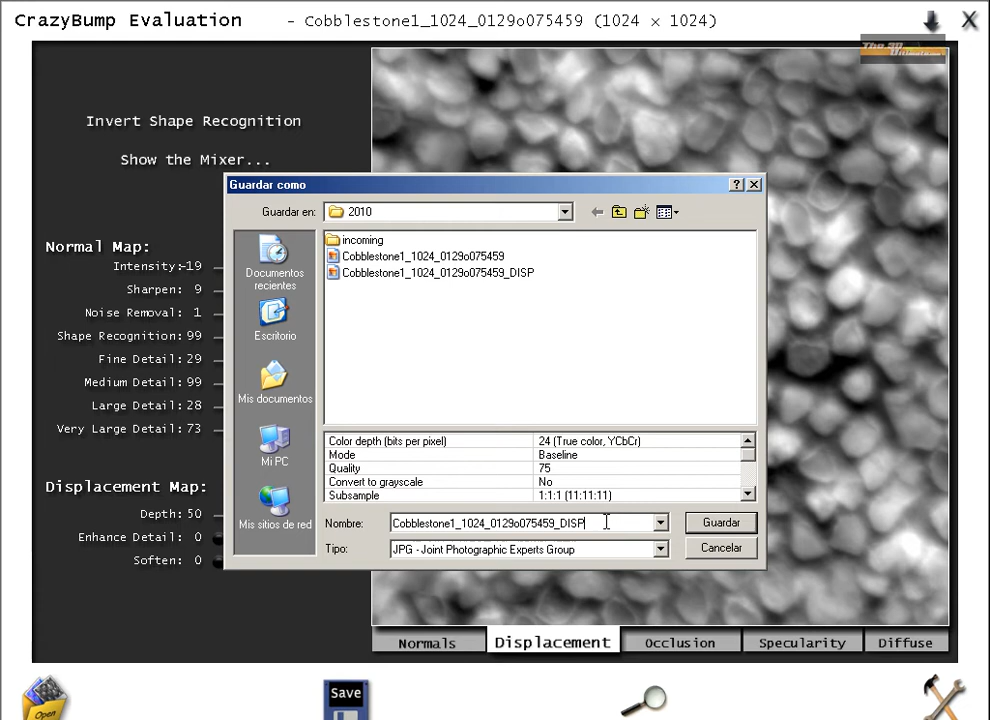 CrazyBump Evaluation - Cobblestone1_1024_0129o075459 (1024 x 1024)
The 3D
Invert Shape Recognition
Show the Mixer...
Guardar como
Guardar en: 2010
Normal Map:
Intensity:-19
Sharpen: 9
Noise Removal: 1
Shape Recognition: 99
Fine Detail: 29
Medium Detail: 99
Large Detail: 28
Very Large Detail: 73
Displacement Map:
Depth: 50
Enhance Detail: 0
Soften: 0
Documentos
recientes
Escritorio
Mis documentos
Mi PC
Mis sitios de red
incoming
Cobblestone1_1024_0129o075459
Cobblestone1_1024_0129o075459_DISP
Color depth (bits per pixel) 24 (True color, YCbCr)
Mode Baseline
Quality 75
Convert to grayscale No
Subsample 1:1:1 (11:11:11)
Nombre: Cobblestone1_1024_0129o075459_DISP Guardar
Tipo: JPG - Joint Photographic Experts Group Cancelar
Normals Displacement Occlusion Specularity Diffuse
Open
Save